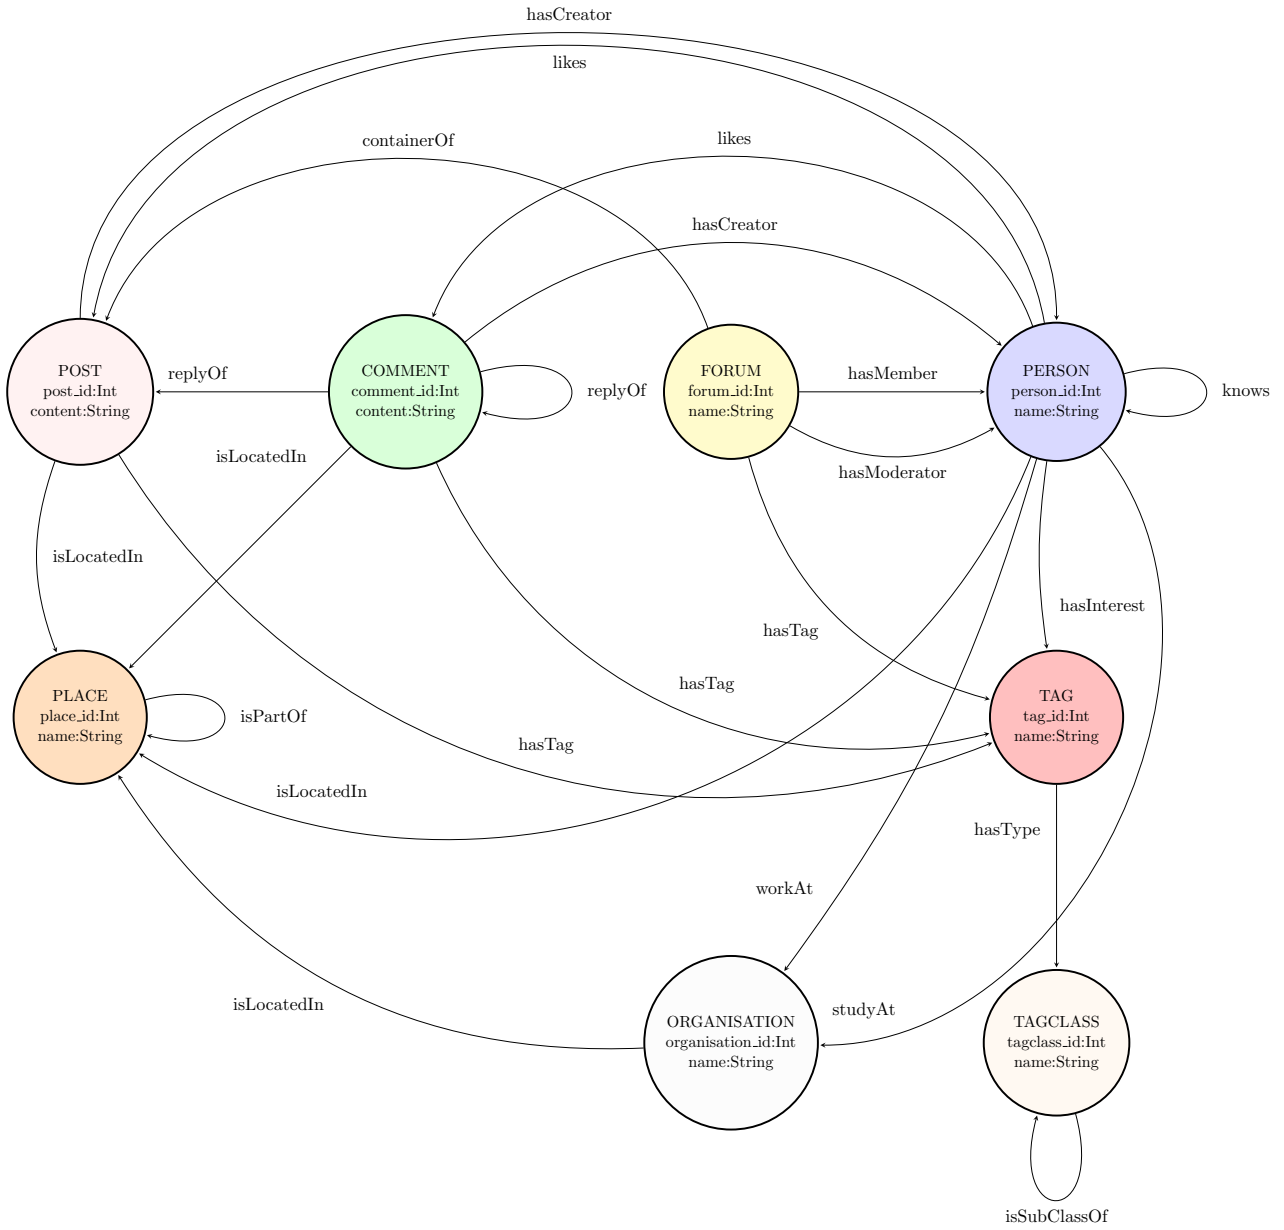 hasCreator
likes
containerOf
likes
hasCreator
POST
post_id:Int
content:String
replyOf
COMMENT
comment_id:Int
content:String
replyOf
FORUM
forum_id:Int
name:String
hasMember
hasModerator
PERSON
person_id:Int
name:String
knows
isLocatedIn
isLocatedIn
hasInterest
hasTag
hasTag
hasTag
PLACE
place_id:Int
name:String
isPartOf
TAG
tag_id:Int
name:String
isLocatedIn
hasType
workAt
isLocatedIn
ORGANISATION
organisation_id:Int
name:String
studyAt
TAGCLASS
tagclass_id:Int
name:String
isSubClassOf